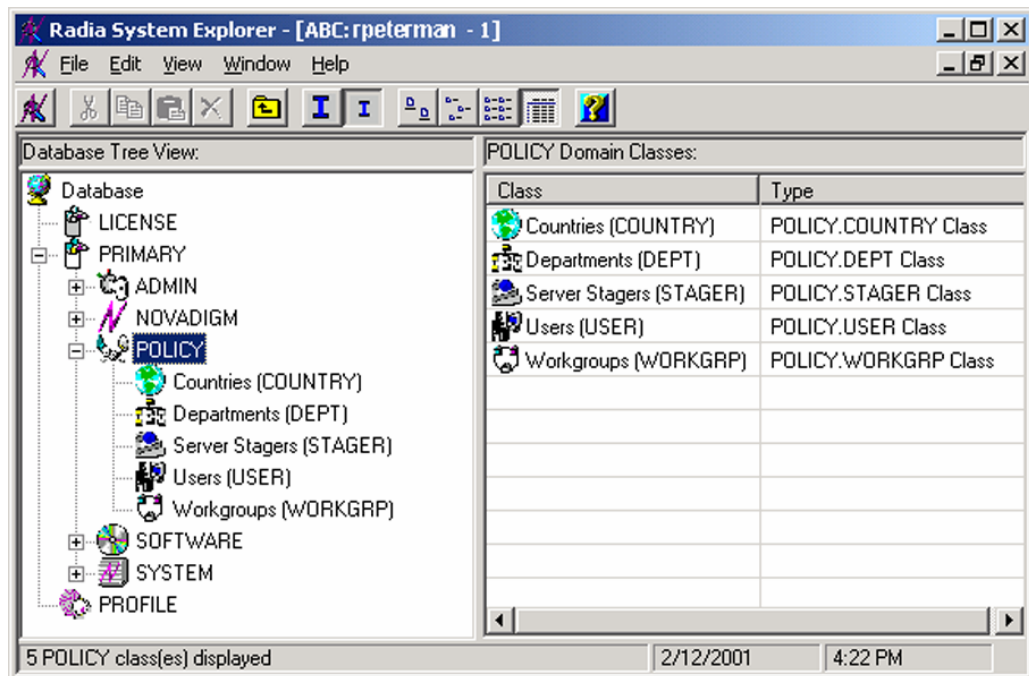 Radia System Explorer - [ABC: rpeterman - 1]
File Edit View Window Help
Database Tree View:
Database
LICENSE
PRIMARY
ADMIN
NOVADIGM
POLICY
Countries (COUNTRY)
Departments (DEPT)
Server Stagers (STAGER)
Users (USER)
Workgroups (WORKGRP)
SOFTWARE
SYSTEM
PROFILE
POLICY Domain Classes:
Class Type
Countries (COUNTRY) POLICY.COUNTRY Class
Departments (DEPT) POLICY.DEPT Class
Server Stagers (STAGER) POLICY.STAGER Class
Users (USER) POLICY.USER Class
Workgroups (WORKGRP) POLICY.WORKGRP Class
5 POLICY class(es) displayed 2/12/2001 4:22 PM